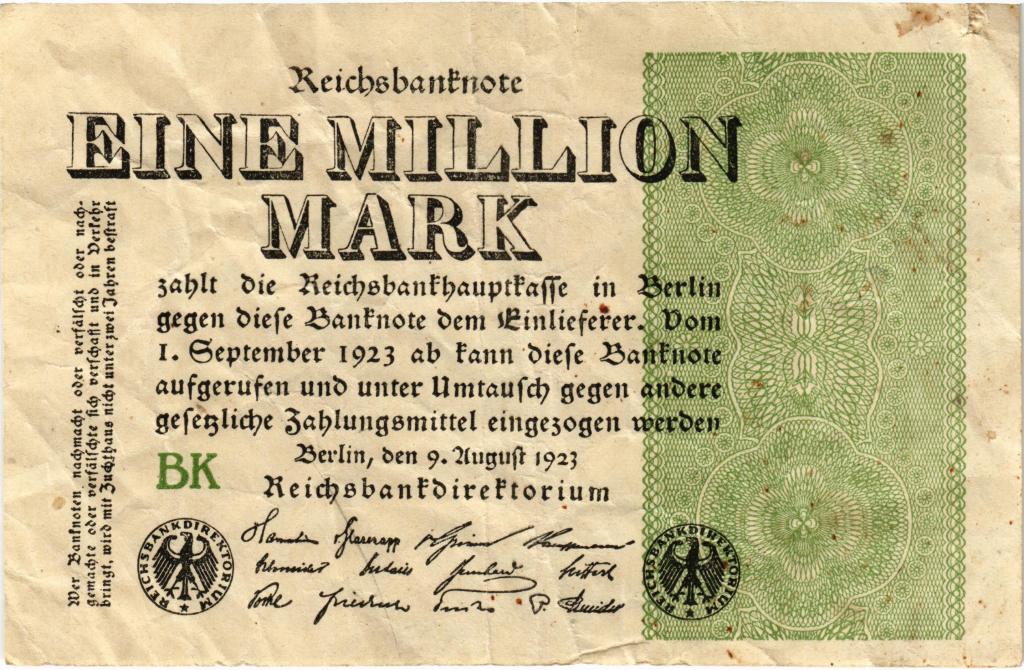 Reichsbanknote
EINE MILLION
MARK
zahlt die Reichsbankhauptkasse in Berlin
gegen diese Banknote dem Einlieferer. Vom
1. September 1923 ab kann diese Banknote
aufgerufen und unter Umtausch gegen andere
gesetzliche Zahlungsmittel eingezogen werden
Berlin, den 9. August 1923
Reichsbankdirektorium
BK
Wer Banknoten nachmacht oder verfälscht oder nach-
gemachte oder verfälschte sich verschafft und in Verkehr
bringt, wird mit Zuchthaus nicht unter zwei Jahren bestraft
REICHSBANKDIREKTORIUM
REICHSBANKDIREKTORIUM